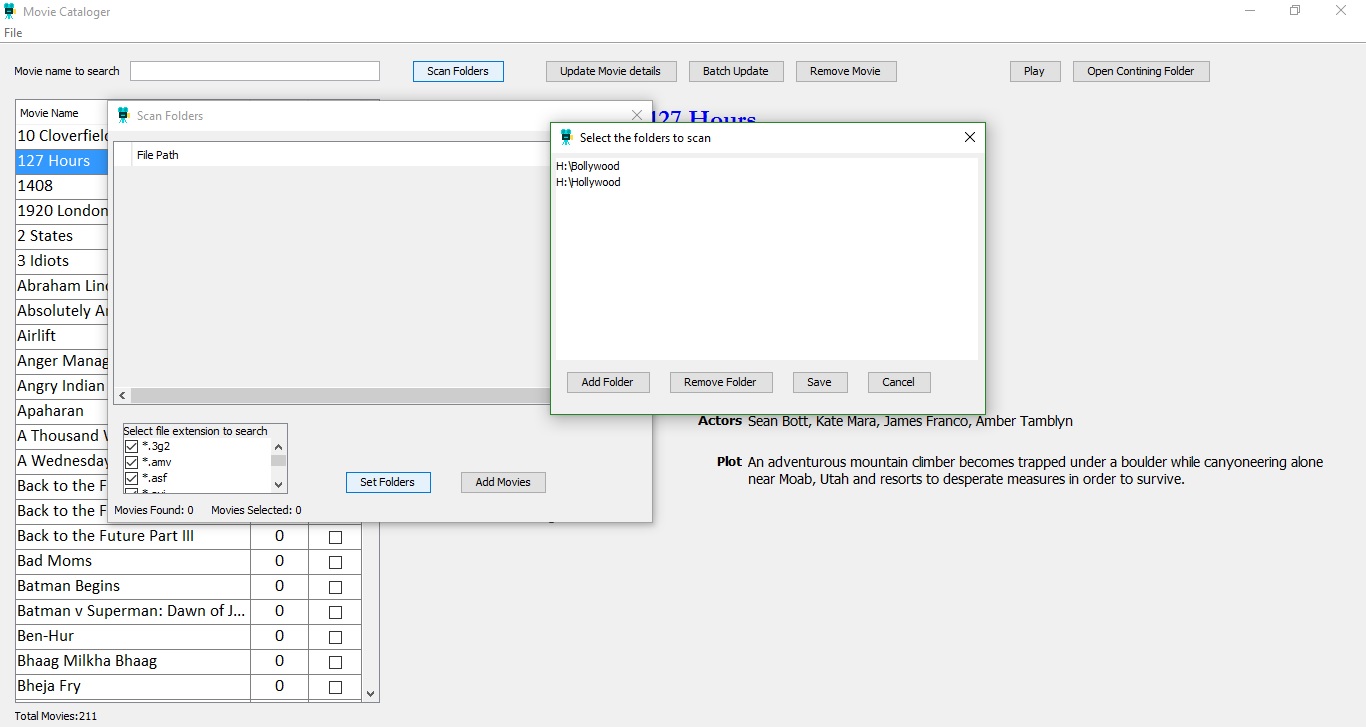 Movie Cataloger
File
Movie name to search
Scan Folders
Update Movie details
Batch Update
Remove Movie
Play
Open Contining Folder
Movie Name
10 Cloverfield
127 Hours
1408
1920 London
2 States
3 Idiots
Abraham Linc
Absolutely An
Airlift
Anger Manag
Angry Indian
Apaharan
A Thousand W
A Wednesday
Back to the F
Back to the F
Back to the Future Part III 0
Bad Moms 0
Batman Begins 0
Batman v Superman: Dawn of J... 0
Ben-Hur 0
Bhaag Milkha Bhaag 0
Bheja Fry 0
Total Movies:211
Scan Folders
File Path
Select file extension to search
*.3g2
*.amv
*.asf
Set Folders
Add Movies
Movies Found: 0 Movies Selected: 0
127 Hours
Select the folders to scan
H:\Bollywood
H:\Hollywood
Add Folder
Remove Folder
Save
Cancel
Actors Sean Bott, Kate Mara, James Franco, Amber Tamblyn
Plot An adventurous mountain climber becomes trapped under a boulder while canyoneering alone
near Moab, Utah and resorts to desperate measures in order to survive.